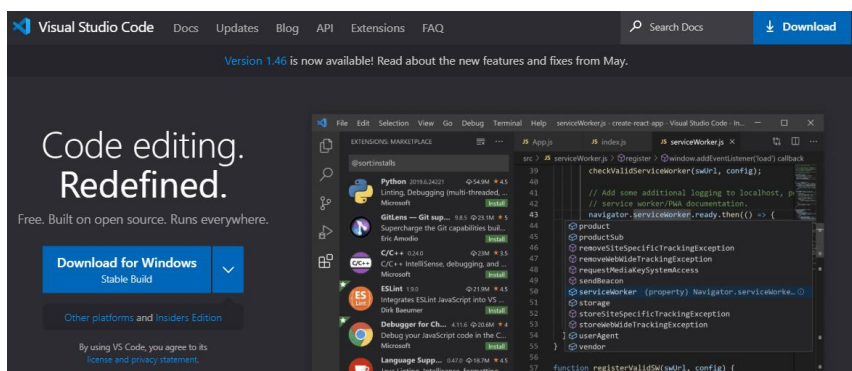 Visual Studio Code Docs Updates Blog API Extensions FAQ Search Docs Download
Version 1.46 is now available! Read about the new features and fixes from May.
Code editing.
Redefined.
Free. Built on open source. Runs everywhere.
Download for Windows
Stable Build
Other platforms and Insiders Edition
By using VS Code, you agree to its
license and privacy statement.
File Edit Selection View Go Debug Terminal Help serviceWorker.js - create-react-app - Visual Studio Code - In...
EXTENSIONS: MARKETPLACE
@sort:installs
Python 2019.6.24221 54.9M 4.5
Linting, Debugging (multi-threaded, ...
Microsoft Install
GitLens — Git sup... 9.8.5 23.1M 5
Supercharge the Git capabilities buil...
Eric Amodio Install
C/C++ 0.24.0 23M 3.5
C/C++ IntelliSense, debugging, and ...
Microsoft Install
ESLint 1.9.0 21.9M 4.5
Integrates ESLint JavaScript into VS ...
Dirk Baeumer Install
Debugger for Ch... 4.11.6 20.6M 4
Debug your JavaScript code in the C...
Microsoft Install
Language Supp... 0.47.0 18.7M 4.5
JS App.js JS index.js JS serviceWorker.js
src > JS serviceWorker.js > register > window.addEventListener('load') callback
39 checkValidServiceWorker(swUrl, config);
40
41 // Add some additional logging to localhost, p
42 // service worker/PWA documentation.
43 navigator.serviceWorker.ready.then(() => {
44 product
45 productSub
46 removeSiteSpecificTrackingException
47 removeWebWideTrackingException
48 requestMediaKeySystemAccess
49 sendBeacon
50 serviceWorker (property) Navigator.serviceWorke...
51 storage
52 storeSiteSpecificTrackingException
53 storeWebWideTrackingException
54 } userAgent
55 } vendor
56
57 function registerValidSW(swUrl, config) {